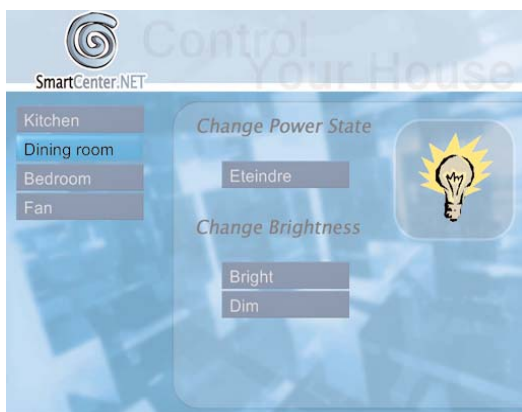 Control
Your House
SmartCenter.NET
Kitchen
Dining room
Bedroom
Fan
Change Power State
Eteindre
Change Brightness
Bright
Dim